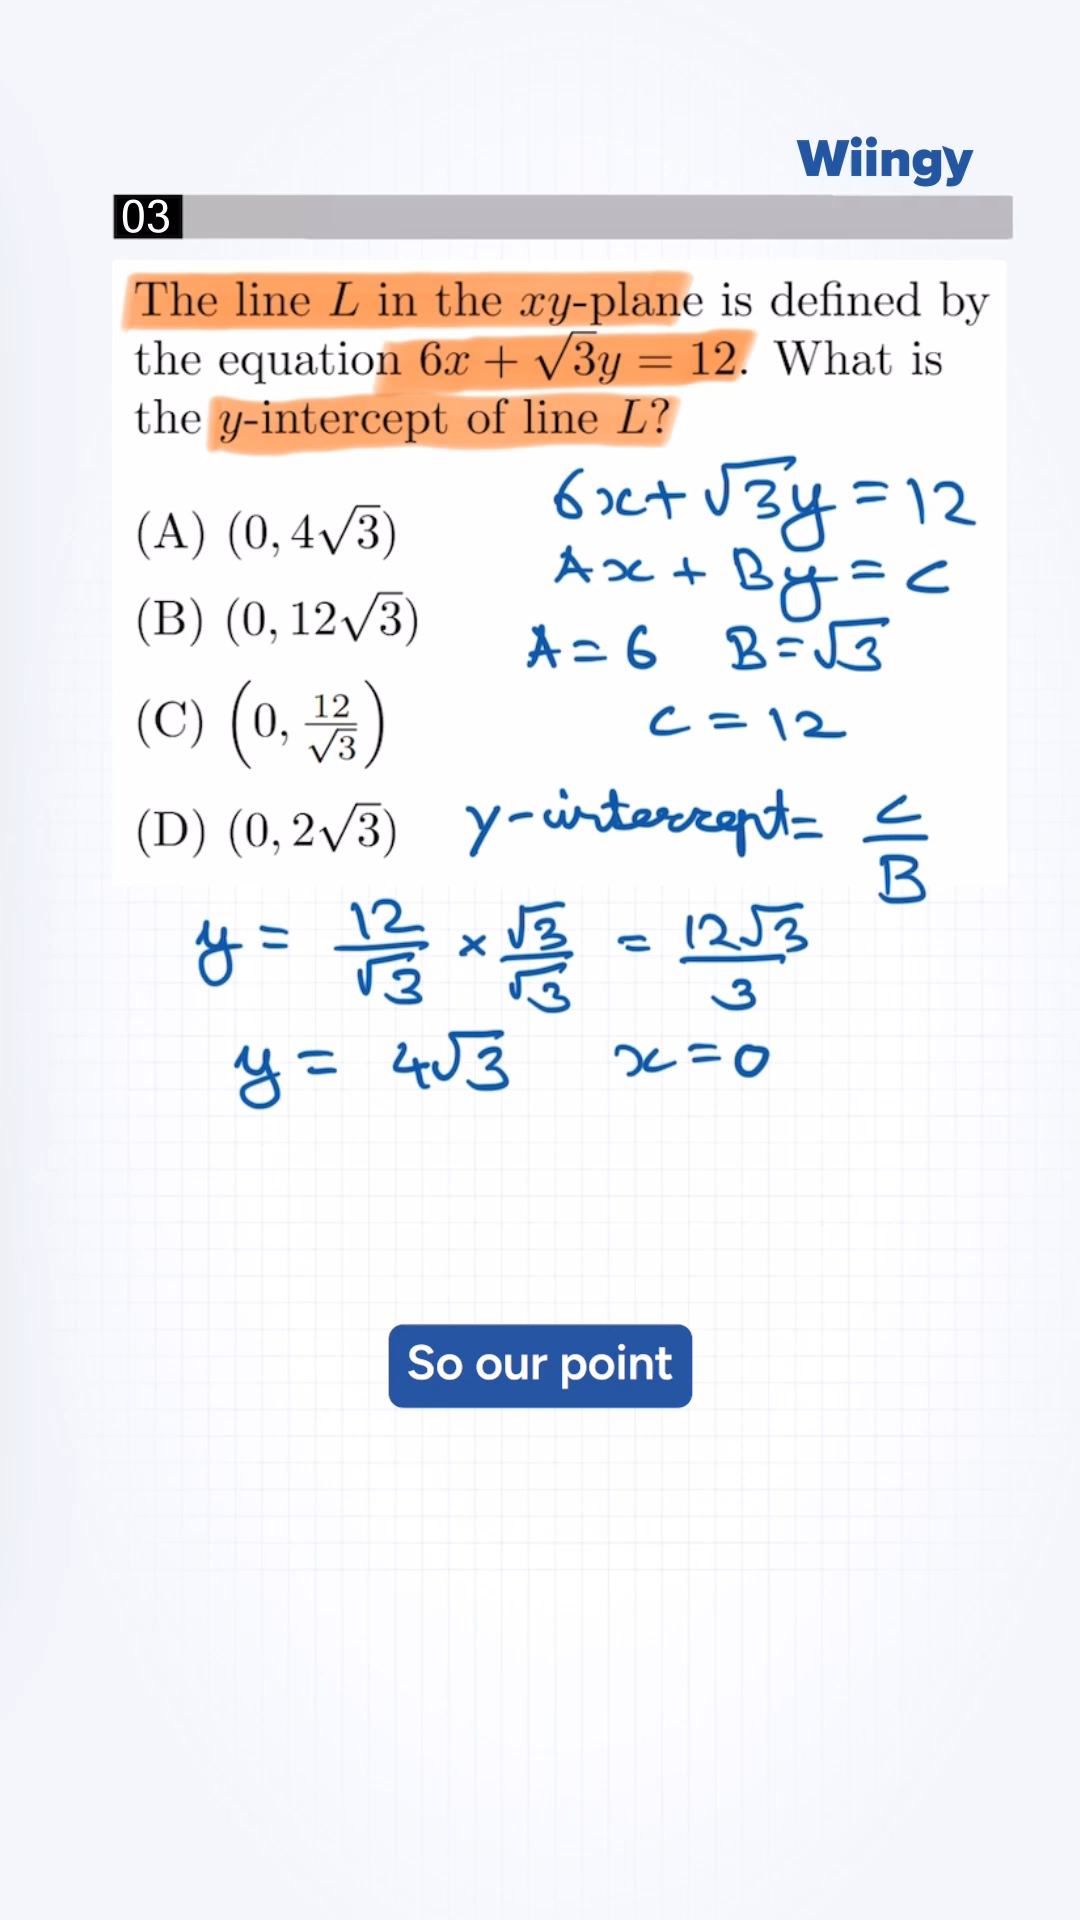 Wiingy
03
The line L in the xy-plane is defined by
the equation 6x + √3y = 12. What is
the y-intercept of line L?
6x + √3y = 12
(A) (0, 4√3)
Ax + By = C
(B) (0, 12√3)
A = 6 B = √3
(C) (0, 12/√3)
C = 12
(D) (0, 2√3)
y-intercept = C/B
y = 12/√3 × √3/√3 = 12√3/3
y = 4√3 x = 0
So our point